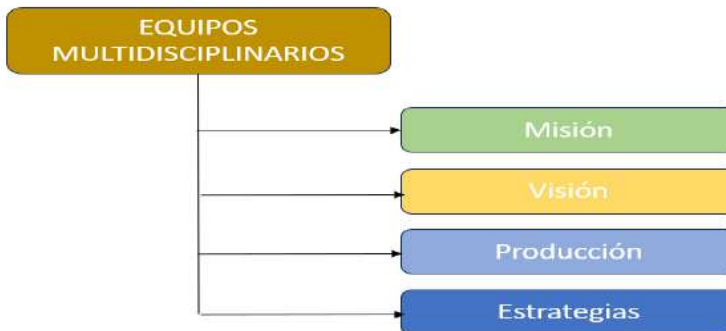 EQUIPOS
MULTIDISCIPLINARIOS
Misión
Visión
Producción
Estrategias